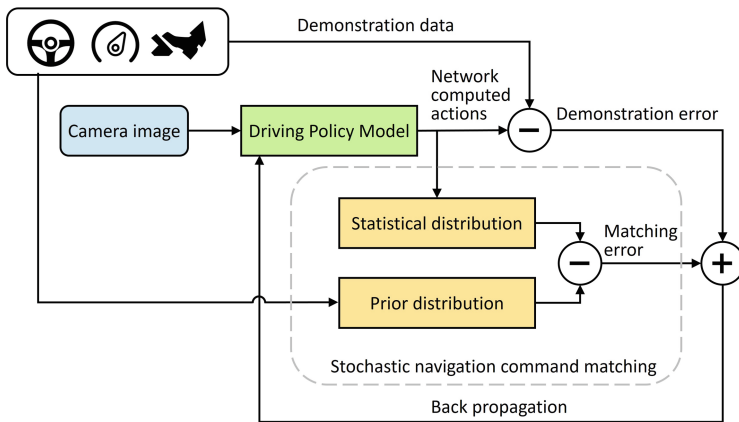 Demonstration data
Network
computed
actions
Camera image
Driving Policy Model
Demonstration error
Statistical distribution
Matching
error
Prior distribution
Stochastic navigation command matching
Back propagation